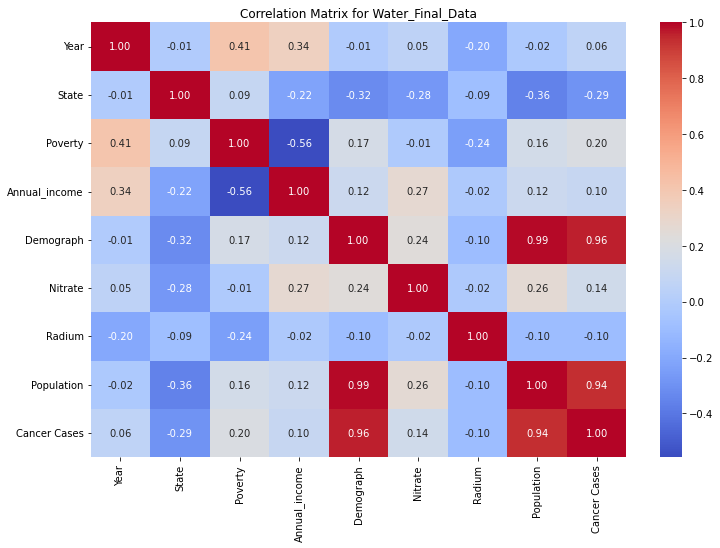 Correlation Matrix for Water_Final_Data
Year 1.00 -0.01 0.41 0.34 -0.01 0.05 -0.20 -0.02 0.06
State -0.01 1.00 0.09 -0.22 -0.32 -0.28 -0.09 -0.36 -0.29
Poverty 0.41 0.09 1.00 -0.56 0.17 -0.01 -0.24 0.16 0.20
Annual_income 0.34 -0.22 -0.56 1.00 0.12 0.27 -0.02 0.12 0.10
Demograph -0.01 -0.32 0.17 0.12 1.00 0.24 -0.10 0.99 0.96
Nitrate 0.05 -0.28 -0.01 0.27 0.24 1.00 -0.02 0.26 0.14
Radium -0.20 -0.09 -0.24 -0.02 -0.10 -0.02 1.00 -0.10 -0.10
Population -0.02 -0.36 0.16 0.12 0.99 0.26 -0.10 1.00 0.94
Cancer Cases 0.06 -0.29 0.20 0.10 0.96 0.14 -0.10 0.94 1.00
Year State Poverty Annual_income Demograph Nitrate Radium Population Cancer Cases
1.0
0.8
0.6
0.4
0.2
0.0
−0.2
−0.4